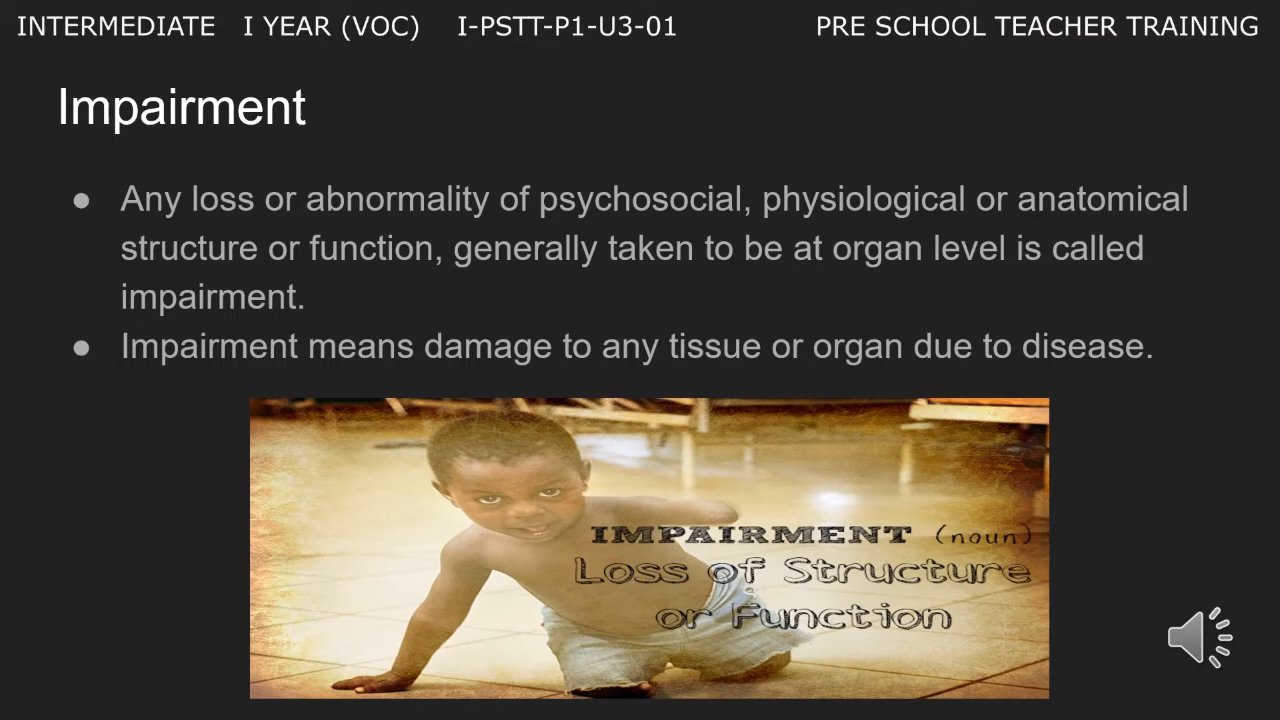 INTERMEDIATE I YEAR (VOC) I-PSTT-P1-U3-01 PRE SCHOOL TEACHER TRAINING
Impairment
● Any loss or abnormality of psychosocial, physiological or anatomical
structure or function, generally taken to be at organ level is called
impairment.
● Impairment means damage to any tissue or organ due to disease.
IMPAIRMENT (noun)
Loss of Structure
or Function